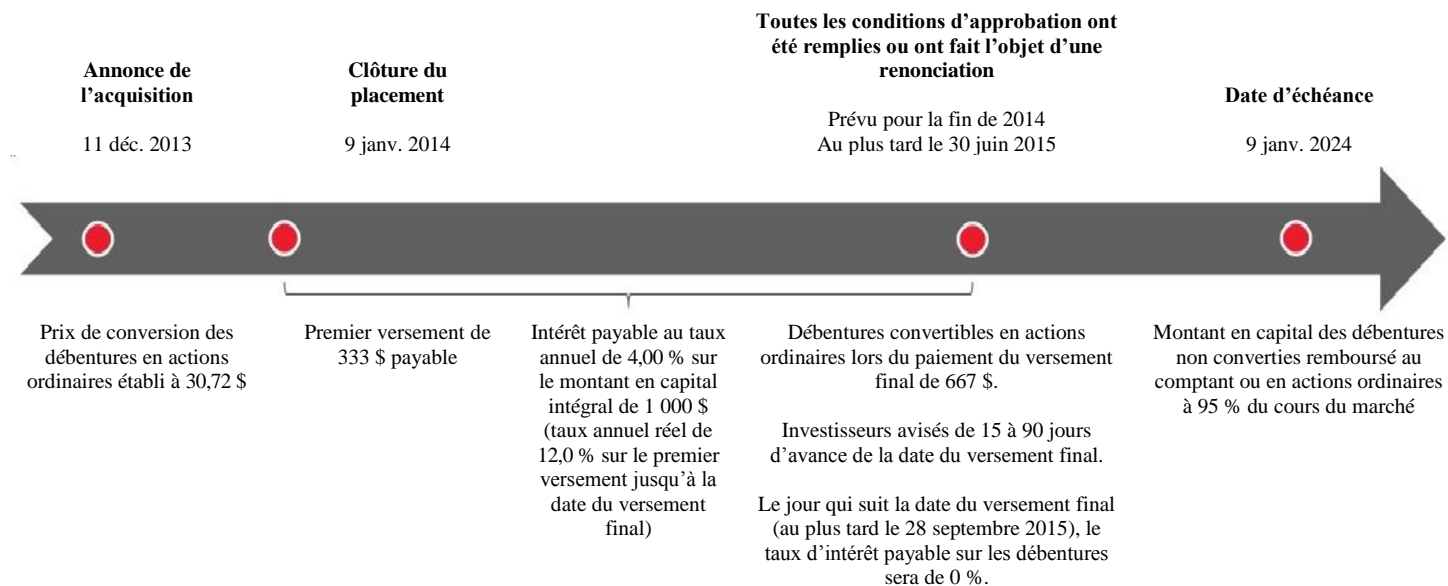 Annonce de
l’acquisition
11 déc. 2013
Clôture du
placement
9 janv. 2014
Toutes les conditions d’approbation ont
été remplies ou ont fait l’objet d’une
renonciation
Prévu pour la fin de 2014
Au plus tard le 30 juin 2015
Date d’échéance
9 janv. 2024
Prix de conversion des
débentures en actions
ordinaires établi à 30,72 $
Premier versement de
333 $ payable
Intérêt payable au taux
annuel de 4,00 % sur
le montant en capital
intégral de 1 000 $
(taux annuel réel de
12,0 % sur le premier
versement jusqu’à la
date du versement
final)
Débentures convertibles en actions
ordinaires lors du paiement du versement
final de 667 $.
Investisseurs avisés de 15 à 90 jours
d’avance de la date du versement final.
Le jour qui suit la date du versement final
(au plus tard le 28 septembre 2015), le
taux d’intérêt payable sur les débentures
sera de 0 %.
Montant en capital des débentures
non converties remboursé au
comptant ou en actions ordinaires
à 95 % du cours du marché